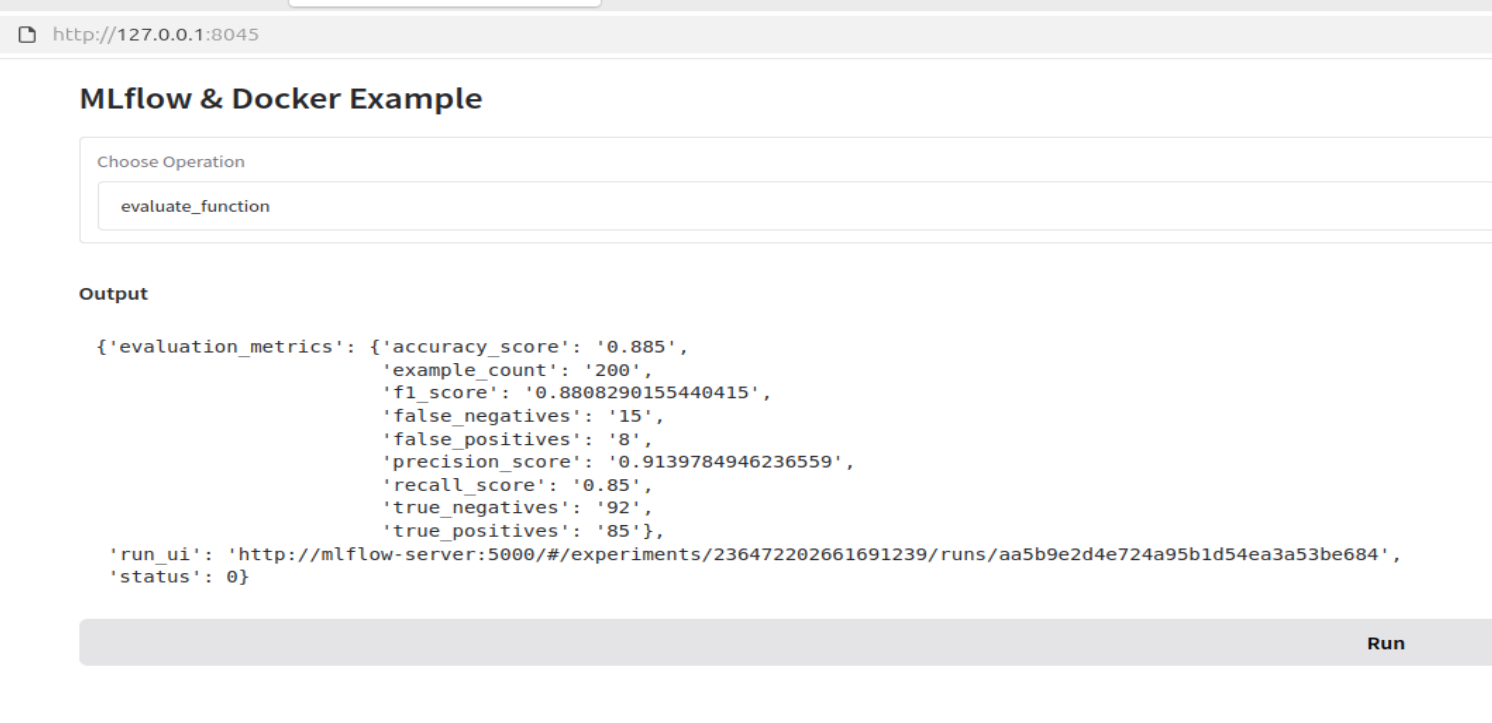 http://127.0.0.1:8045
MLflow & Docker Example
Choose Operation
evaluate_function
Output
{'evaluation_metrics': {'accuracy_score': '0.885',
'example_count': '200',
'f1_score': '0.8808290155440415',
'false_negatives': '15',
'false_positives': '8',
'precision_score': '0.9139784946236559',
'recall_score': '0.85',
'true_negatives': '92',
'true_positives': '85'},
'run_ui': 'http://mlflow-server:5000/#/experiments/236472202661691239/runs/aa5b9e2d4e724a95b1d54ea3a53be684',
'status': 0}
Run